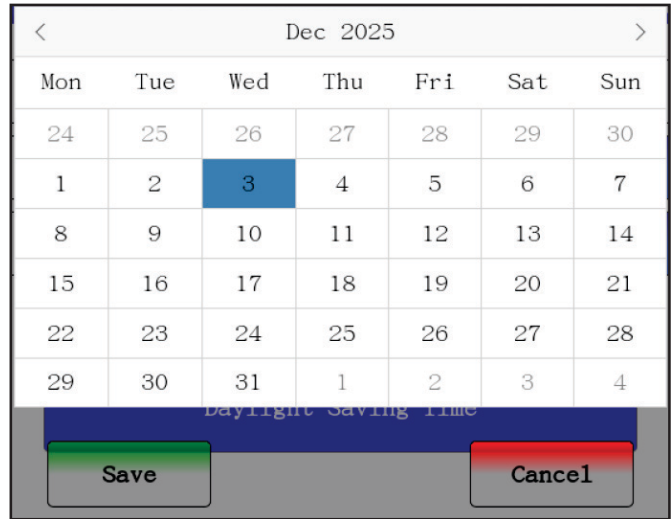 < Dec 2025 >
Mon Tue Wed Thu Fri Sat Sun
24 25 26 27 28 29 30
1 2 3 4 5 6 7
8 9 10 11 12 13 14
15 16 17 18 19 20 21
22 23 24 25 26 27 28
29 30 31 1 2 3 4
Daylight Saving Time
Save Cancel